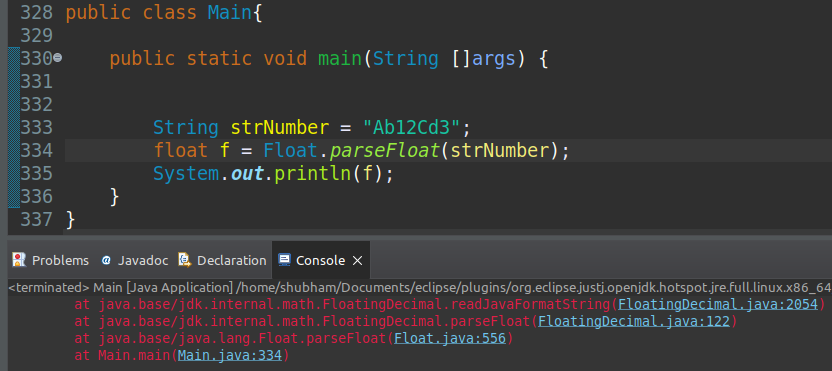 328 public class Main{
329
330 public static void main(String []args) {
331
332
333 String strNumber = "Ab12Cd3";
334 float f = Float.parseFloat(strNumber);
335 System.out.println(f);
336 }
337 }
Problems @ Javadoc Declaration Console
<terminated> Main [Java Application] /home/shubham/Documents/eclipse/plugins/org.eclipse.justj.openjdk.hotspot.jre.full.linux.x86_64
at java.base/jdk.internal.math.FloatingDecimal.readJavaFormatString(FloatingDecimal.java:2054)
at java.base/jdk.internal.math.FloatingDecimal.parseFloat(FloatingDecimal.java:122)
at java.base/java.lang.Float.parseFloat(Float.java:556)
at Main.main(Main.java:334)